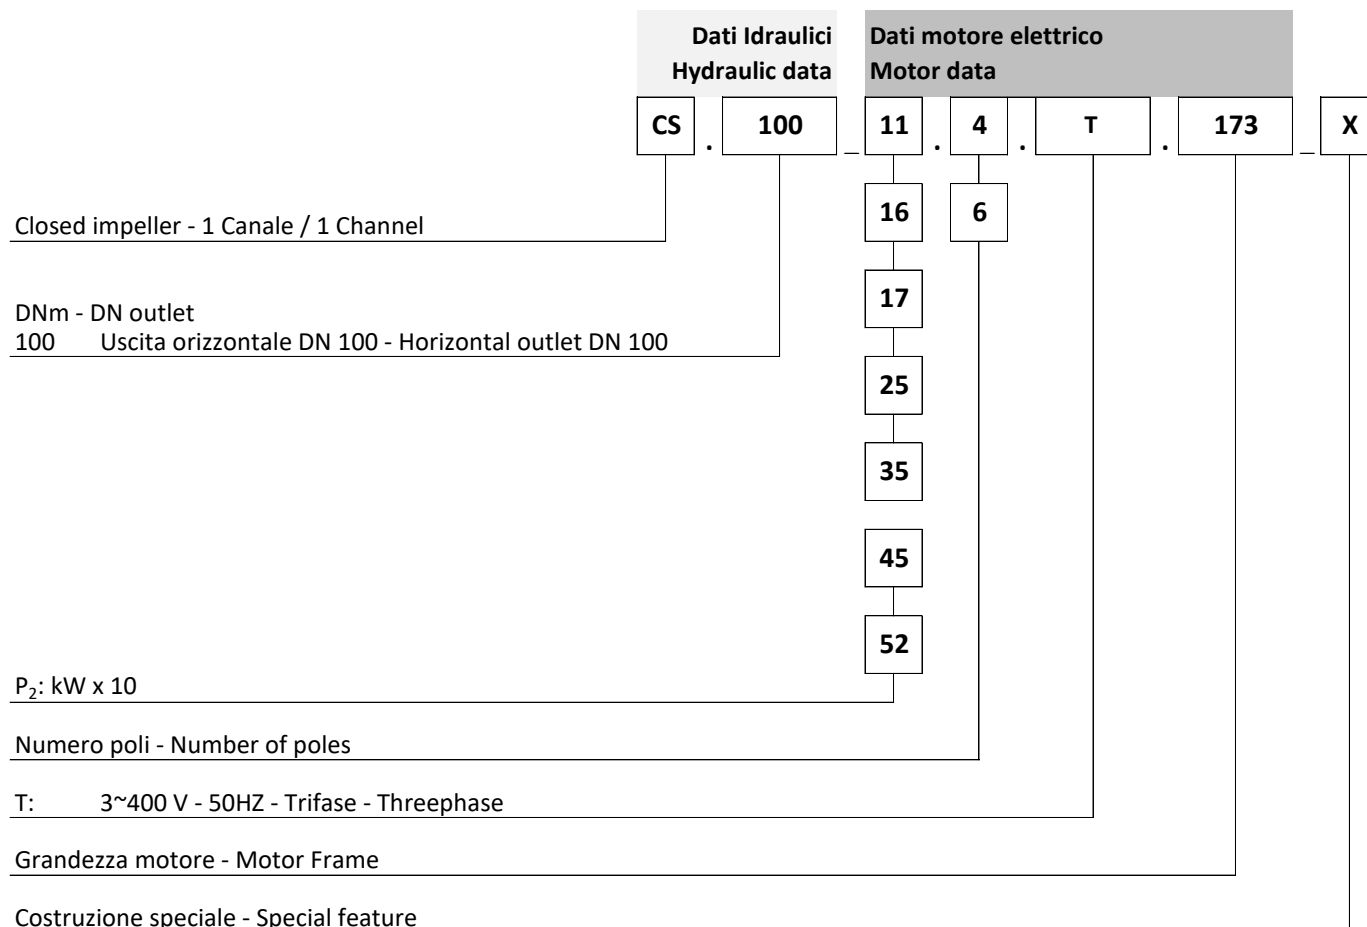 Dati Idraulici
Hydraulic data
Dati motore elettrico
Motor data
CS . 100 _ 11 . 4 . T . 173 _ X
16 6
Closed impeller - 1 Canale / 1 Channel
17
DNm - DN outlet
100 Uscita orizzontale DN 100 - Horizontal outlet DN 100
25
35
45
52
P₂: kW x 10
Numero poli - Number of poles
T: 3~400 V - 50HZ - Trifase - Threephase
Grandezza motore - Motor Frame
Costruzione speciale - Special feature